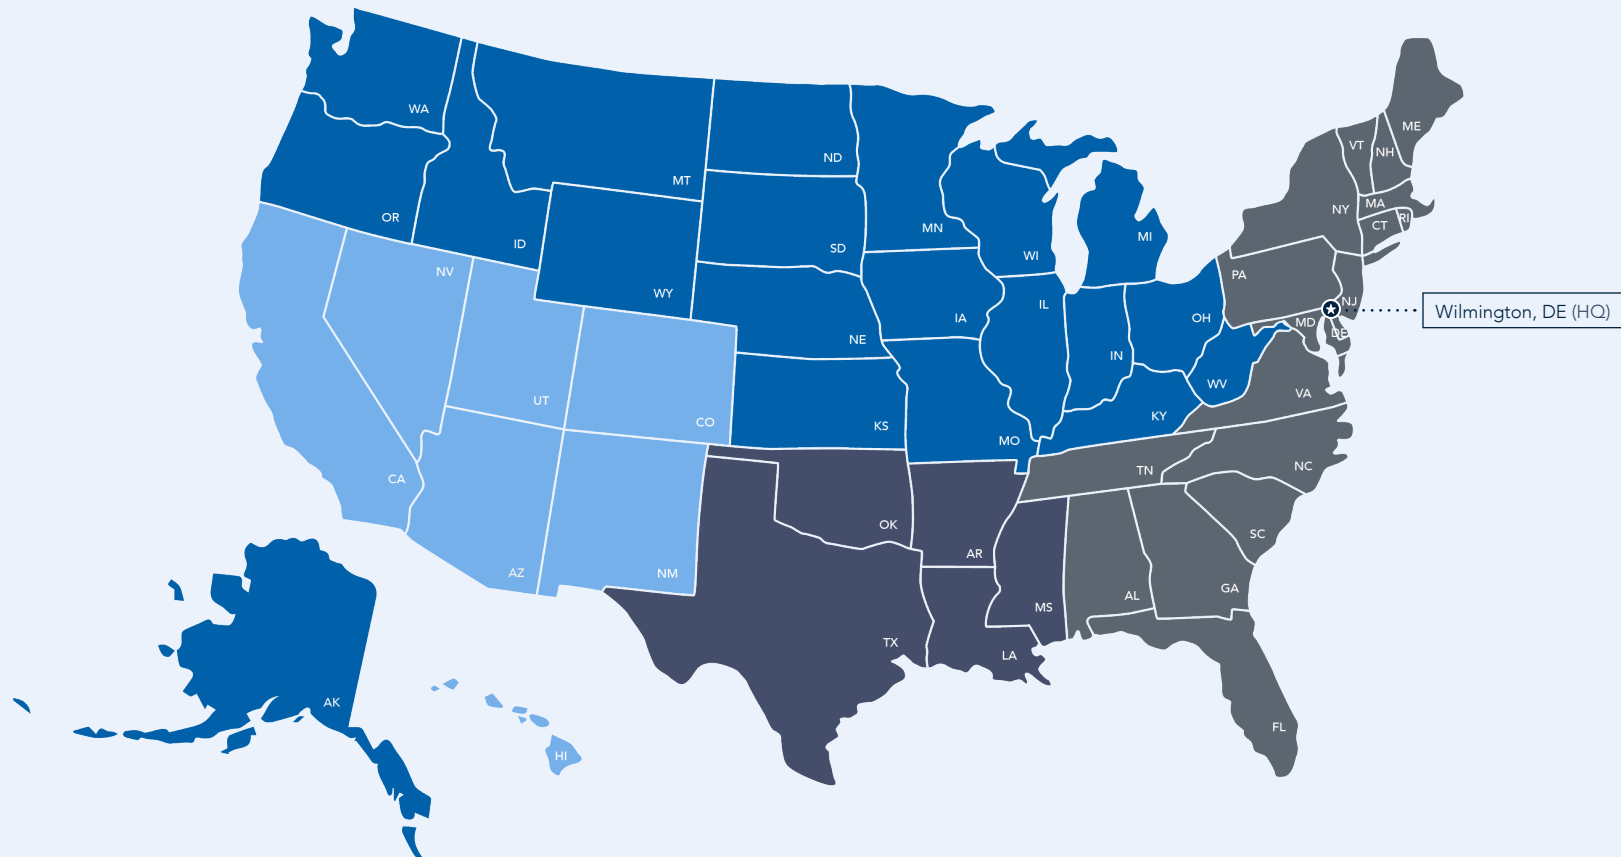 WA
ME
VT
NH
ND
MT
MA
NY
RI
OR
CT
MN
MI
ID
SD
WI
NV
PA
WY
NJ
IL
Wilmington, DE (HQ)
IA
OH
MD
DE
NE
IN
WV
VA
UT
KY
CO
KS
MO
NC
TN
CA
OK
SC
AR
AZ
NM
GA
AL
MS
TX
LA
AK
FL
HI